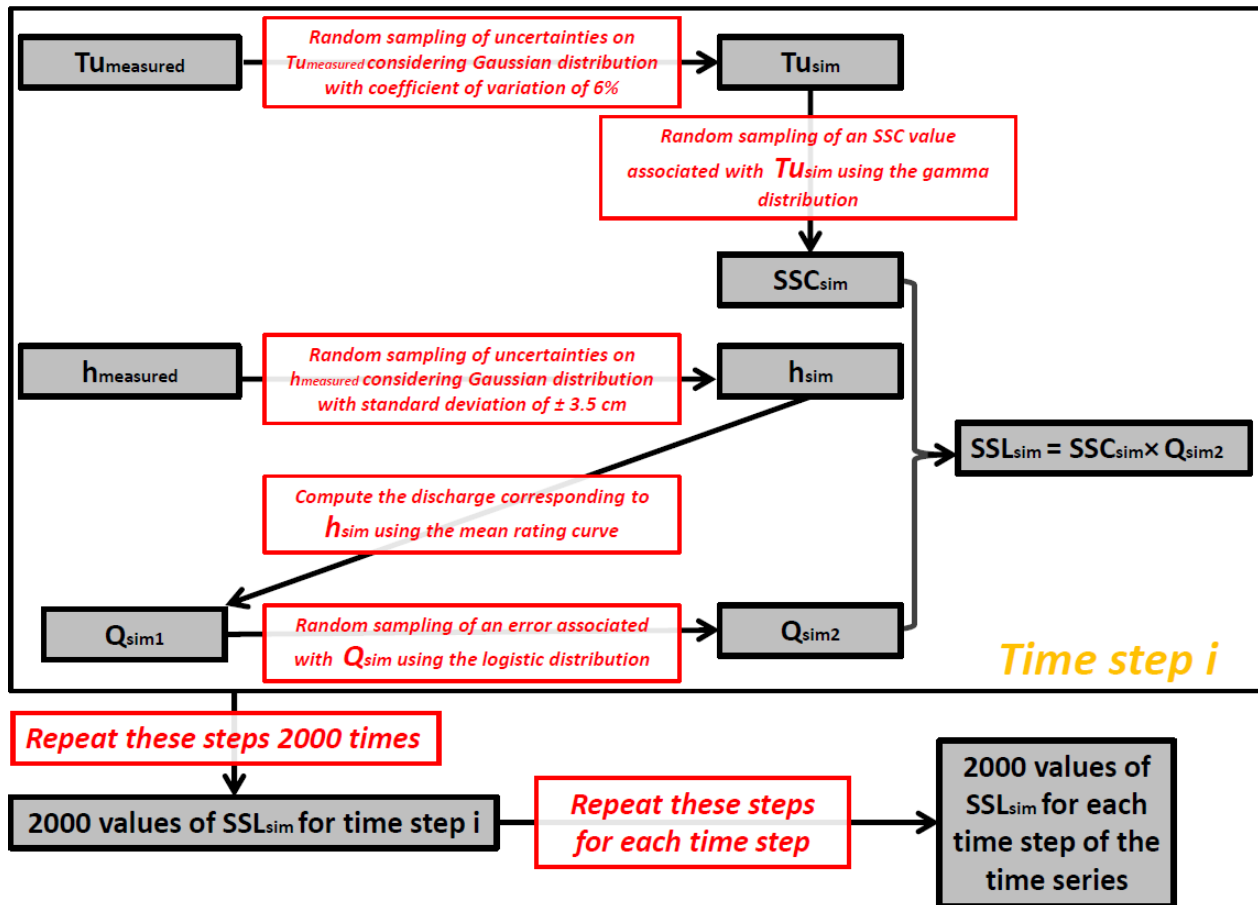 Tumeasured
Random sampling of uncertainties on
Tumeasured considering Gaussian distribution
with coefficient of variation of 6%
Tusim
Random sampling of an SSC value
associated with Tusim using the gamma
distribution
SSCsim
hmeasured
Random sampling of uncertainties on
hmeasured considering Gaussian distribution
with standard deviation of ± 3.5 cm
hsim
SSLsim = SSCsim× Qsim2
Compute the discharge corresponding to
hsim using the mean rating curve
Qsim1
Random sampling of an error associated
with Qsim using the logistic distribution
Qsim2
Time step i
Repeat these steps 2000 times
2000 values of SSLsim for time step i
Repeat these steps
for each time step
2000 values of
SSLsim for each
time step of the
time series